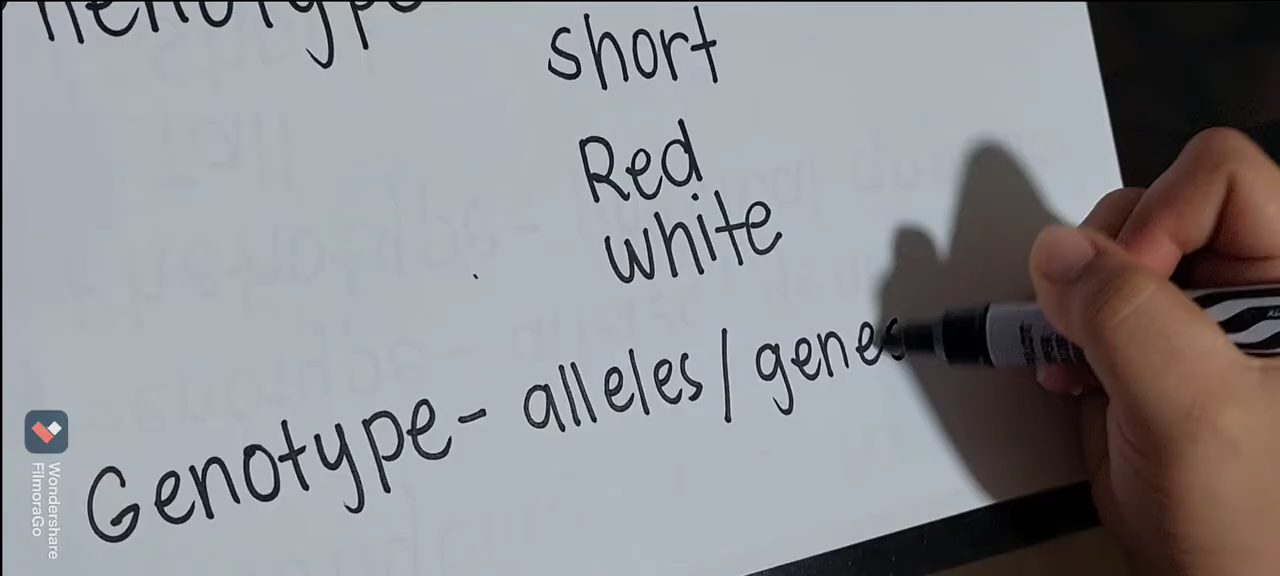 short
Red
white
Genotype - alleles / genes
Wondershare
FilmoraGo